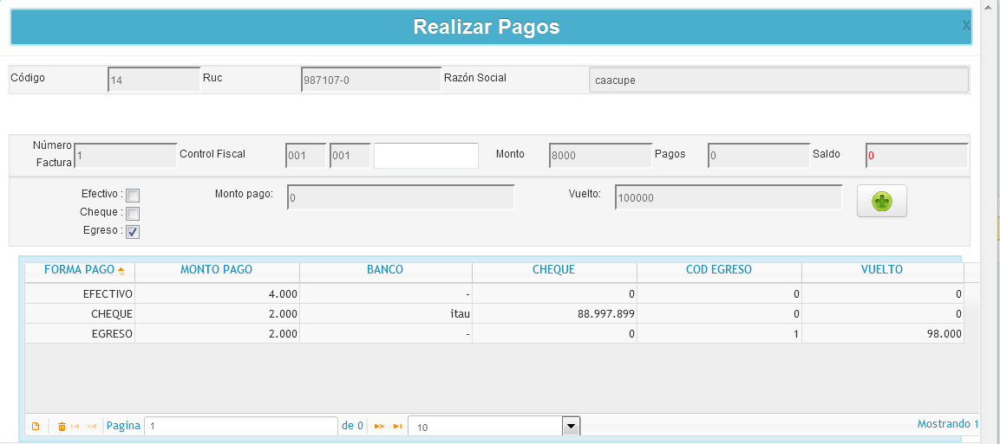 Realizar Pagos x
Código 14 Ruc 987107-0 Razón Social caacupe
Número Factura 1 Control Fiscal 001 001 Monto 8000 Pagos 0 Saldo 0
Efectivo : Monto pago: 0 Vuelto: 100000
Cheque :
Egreso :
FORMA PAGO MONTO PAGO BANCO CHEQUE COD EGRESO VUELTO
EFECTIVO 4.000 - 0 0 0
CHEQUE 2.000 itau 88.997.899 0 0
EGRESO 2.000 - 0 1 98.000
Pagina 1 de 0 10 Mostrando 1